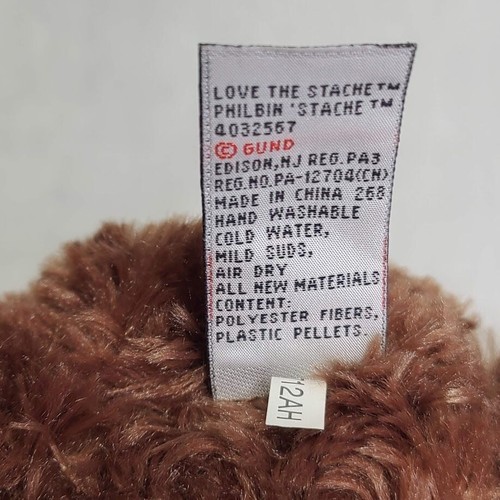 LOVE THE STACHE™
PHILBIN 'STACHE™
4032567
© GUND
EDISON,NJ REG.PA3
REG.NO.PA-12704(CN)
MADE IN CHINA 268
HAND WASHABLE
COLD WATER,
MILD SUDS,
AIR DRY
ALL NEW MATERIALS
CONTENT:
POLYESTER FIBERS,
PLASTIC PELLETS.
12AH